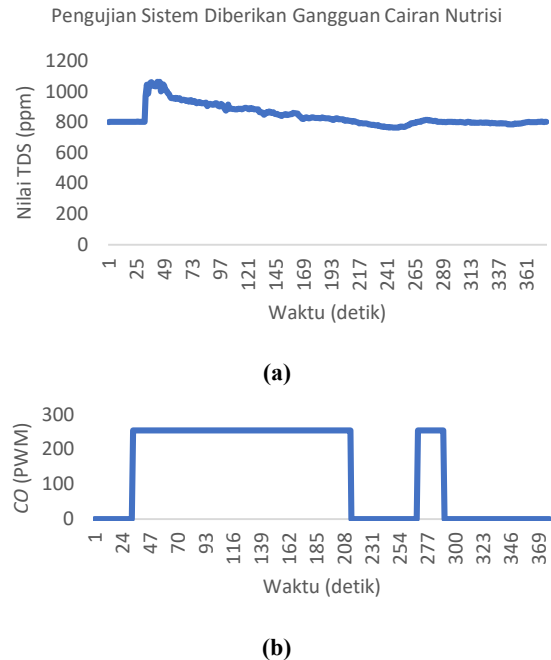 Pengujian Sistem Diberikan Gangguan Cairan Nutrisi
1200
1000
800
600
400
200
0
Nilai TDS (ppm)
1 25 49 73 97 121 145 169 193 217 241 265 289 313 337 361
Waktu (detik)
(a)
300
200
100
0
CO (PWM)
1 24 47 70 93 116 139 162 185 208 231 254 277 300 323 346 369
Waktu (detik)
(b)